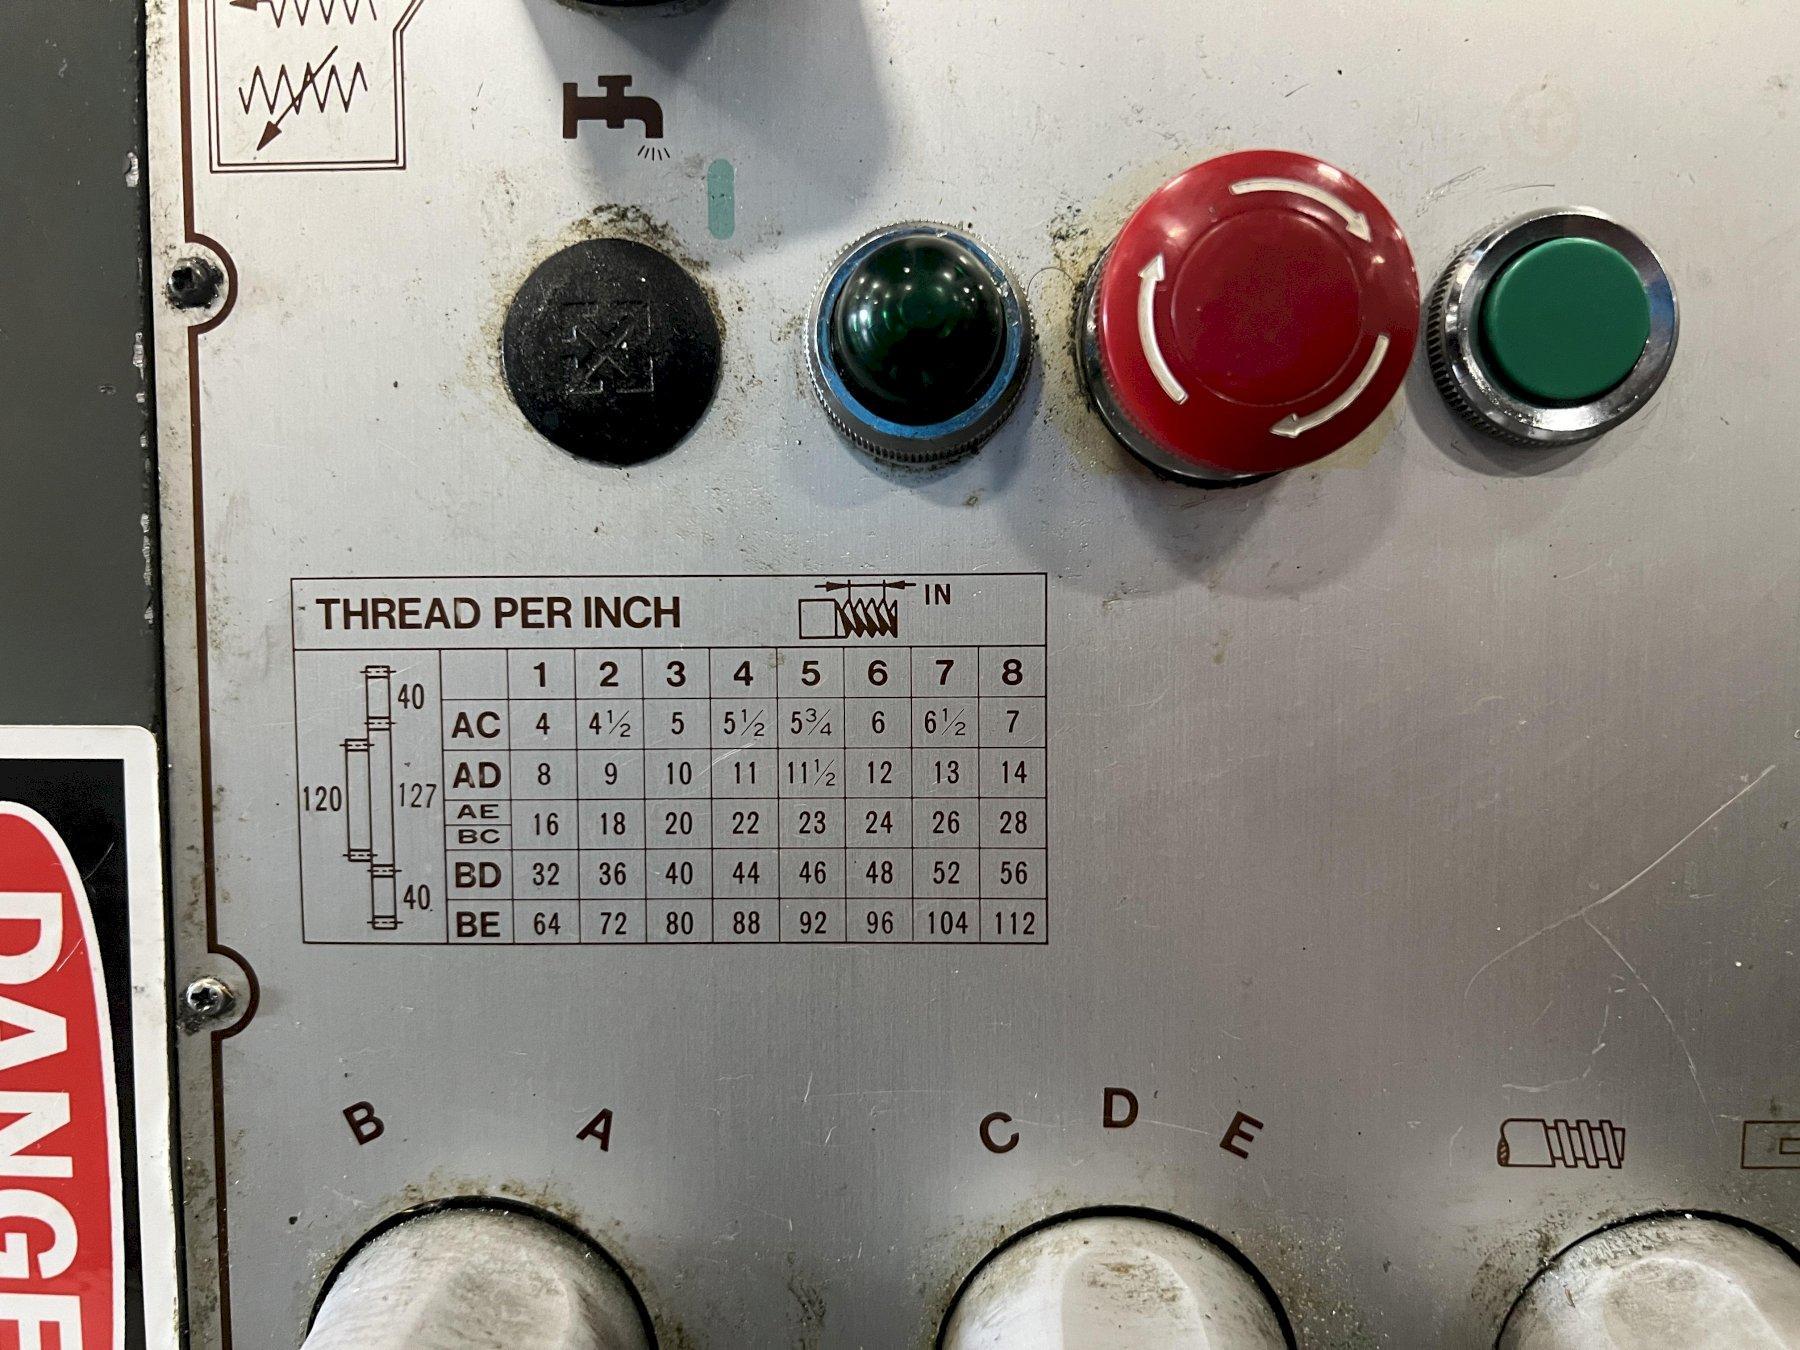 THREAD PER INCH IN
1 2 3 4 5 6 7 8
40
AC 4 4½ 5 5½ 5¾ 6 6½ 7
120 127
AD 8 9 10 11 11½ 12 13 14
AE
BC 16 18 20 22 23 24 26 28
BD 32 36 40 44 46 48 52 56
40
BE 64 72 80 88 92 96 104 112
B A C D E
DANGE